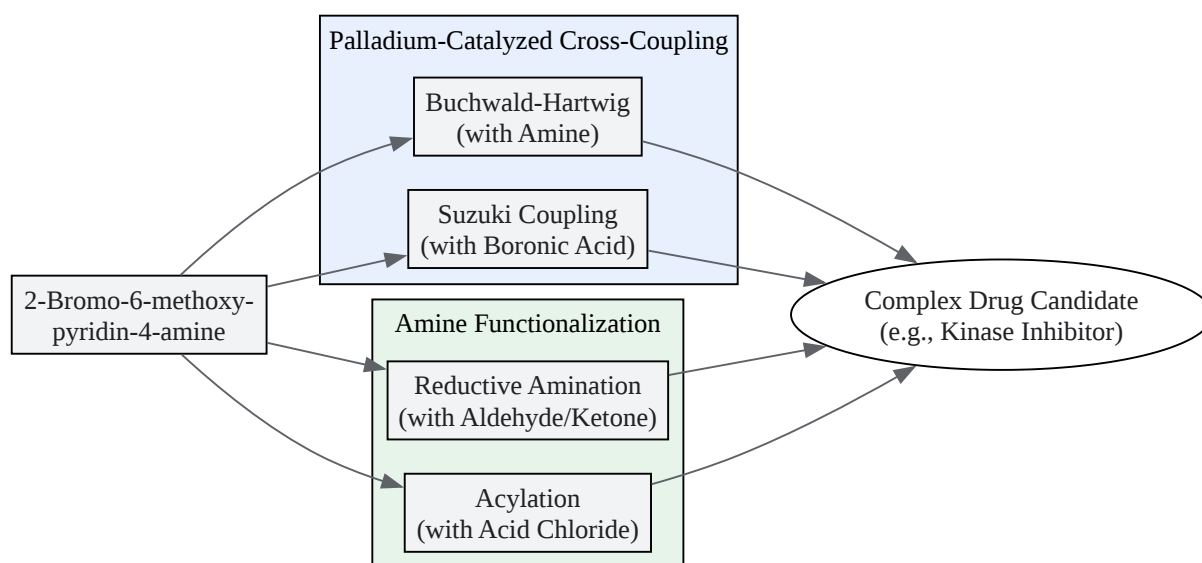 Palladium-Catalyzed Cross-Coupling
Buchwald-Hartwig
(with Amine)
Suzuki Coupling
(with Boronic Acid)
2-Bromo-6-methoxy-
pyridin-4-amine
Complex Drug Candidate
(e.g., Kinase Inhibitor)
Amine Functionalization
Reductive Amination
(with Aldehyde/Ketone)
Acylation
(with Acid Chloride)